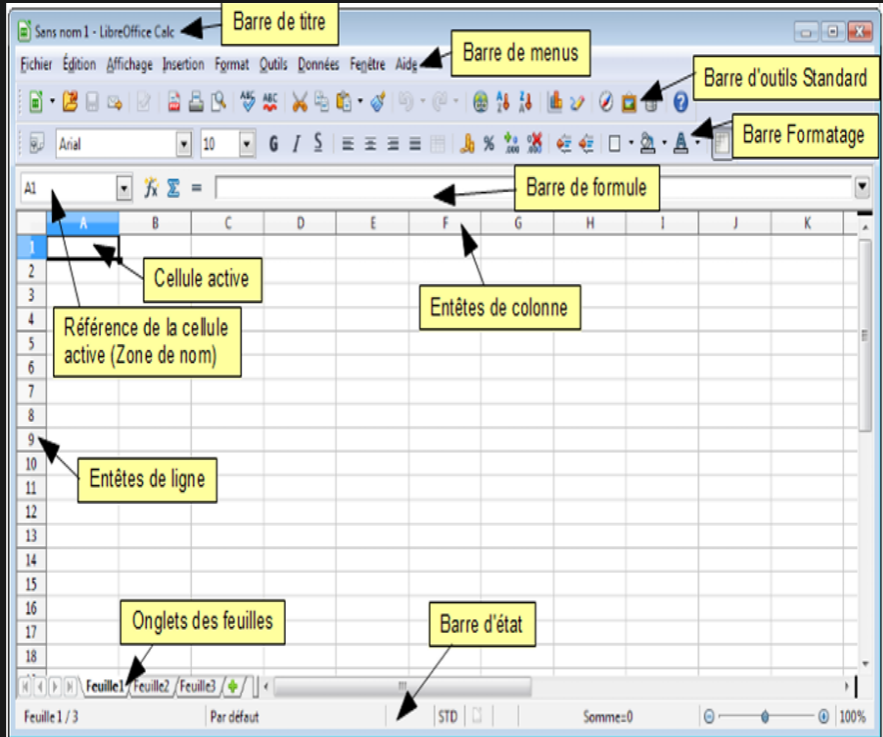 Sans nom 1 - LibreOffice Calc
Barre de titre
Fichier Édition Affichage Insertion Format Outils Données Fenêtre Aide
Barre de menus
Barre d'outils Standard
Arial 10 G I S %
Barre Formatage
A1 =
Barre de formule
A B C D E F G H I J K
1
2
3
4
5
6
7
8
9
10
11
12
13
14
15
16
17
18
Cellule active
Entêtes de colonne
Référence de la cellule
active (Zone de nom)
Entêtes de ligne
Onglets des feuilles
Barre d'état
Feuille1 Feuille2 Feuille3
Feuille 1 / 3 Par défaut STD Somme=0 100%